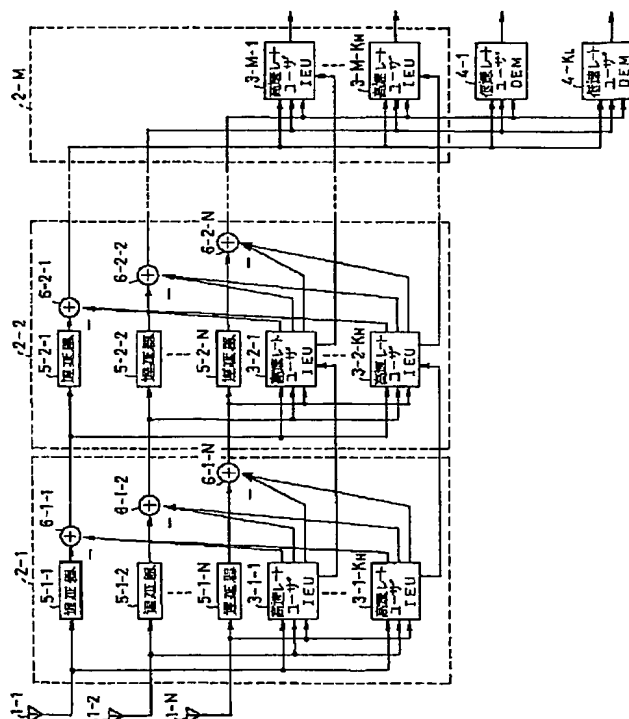 2-1
2-2
2-M
1-1
1-2
1-N
5-1-1
遅延器
6-1-1
5-1-2
遅延器
6-1-2
5-1-N
遅延器
6-1-N
3-1-1
高速レート
ユーザ
IEU
3-1-KH
高速レート
ユーザ
IEU
5-2-1
遅延器
6-2-1
5-2-2
遅延器
6-2-2
5-2-N
遅延器
6-2-N
3-2-1
高速レート
ユーザ
IEU
3-2-KH
高速レート
ユーザ
IEU
3-M-1
高速レート
ユーザ
IEU
3-M-KH
高速レート
ユーザ
IEU
4-1
低速レート
ユーザ
DEM
4-KL
低速レート
ユーザ
DEM